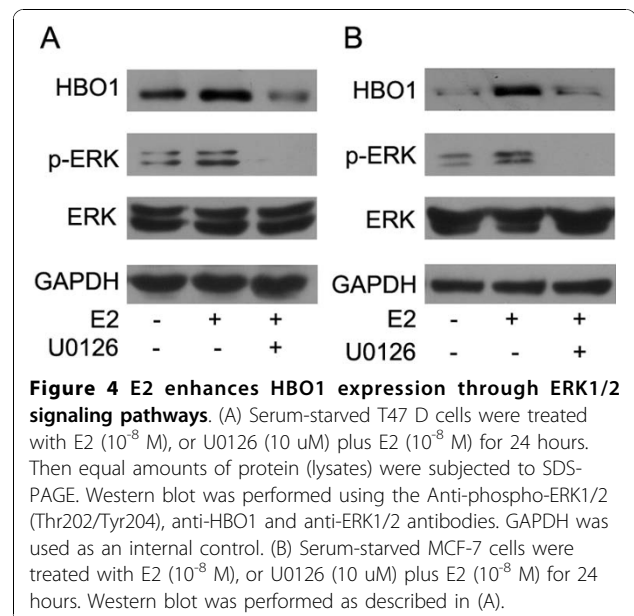 A
B
HBO1
p-ERK
ERK
GAPDH
E2 - + +
U0126 - - +
HBO1
p-ERK
ERK
GAPDH
E2 - + +
U0126 - - +
Figure 4 E2 enhances HBO1 expression through ERK1/2
signaling pathways. (A) Serum-starved T47 D cells were treated
with E2 (10⁻⁸ M), or U0126 (10 uM) plus E2 (10⁻⁸ M) for 24 hours.
Then equal amounts of protein (lysates) were subjected to SDS-
PAGE. Western blot was performed using the Anti-phospho-ERK1/2
(Thr202/Tyr204), anti-HBO1 and anti-ERK1/2 antibodies. GAPDH was
used as an internal control. (B) Serum-starved MCF-7 cells were
treated with E2 (10⁻⁸ M), or U0126 (10 uM) plus E2 (10⁻⁸ M) for 24
hours. Western blot was performed as described in (A).